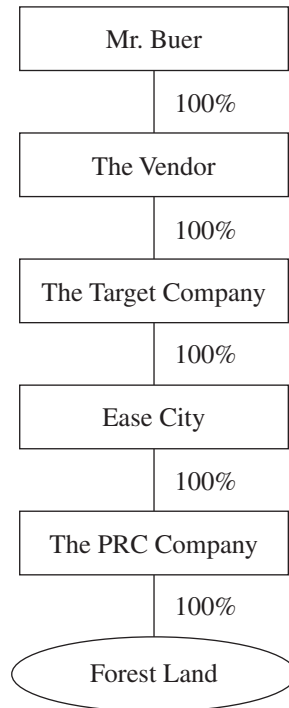 Mr. Buer
100%
The Vendor
100%
The Target Company
100%
Ease City
100%
The PRC Company
100%
Forest Land